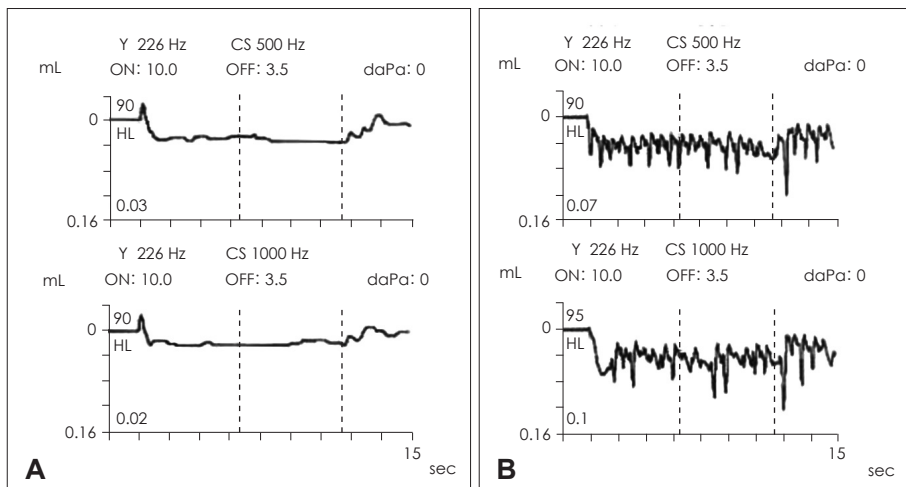 Y 226 Hz CS 500 Hz
mL ON: 10.0 OFF: 3.5 daPa: 0
90
0
HL
0.03
0.16
Y 226 Hz CS 1000 Hz
mL ON: 10.0 OFF: 3.5 daPa: 0
90
0
HL
0.02
0.16
15
A sec
Y 226 Hz CS 500 Hz
mL ON: 10.0 OFF: 3.5 daPa: 0
90
0
HL
0.07
0.16
Y 226 Hz CS 1000 Hz
mL ON: 10.0 OFF: 3.5 daPa: 0
95
0
HL
0.1
0.16
15
B sec